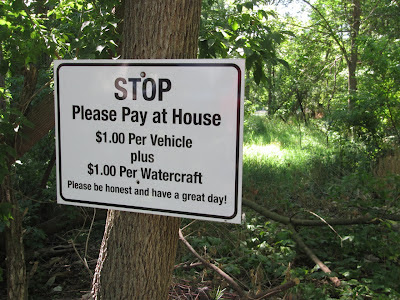 STOP
Please Pay at House
$1.00 Per Vehicle
plus
$1.00 Per Watercraft
Please be honest and have a great day!